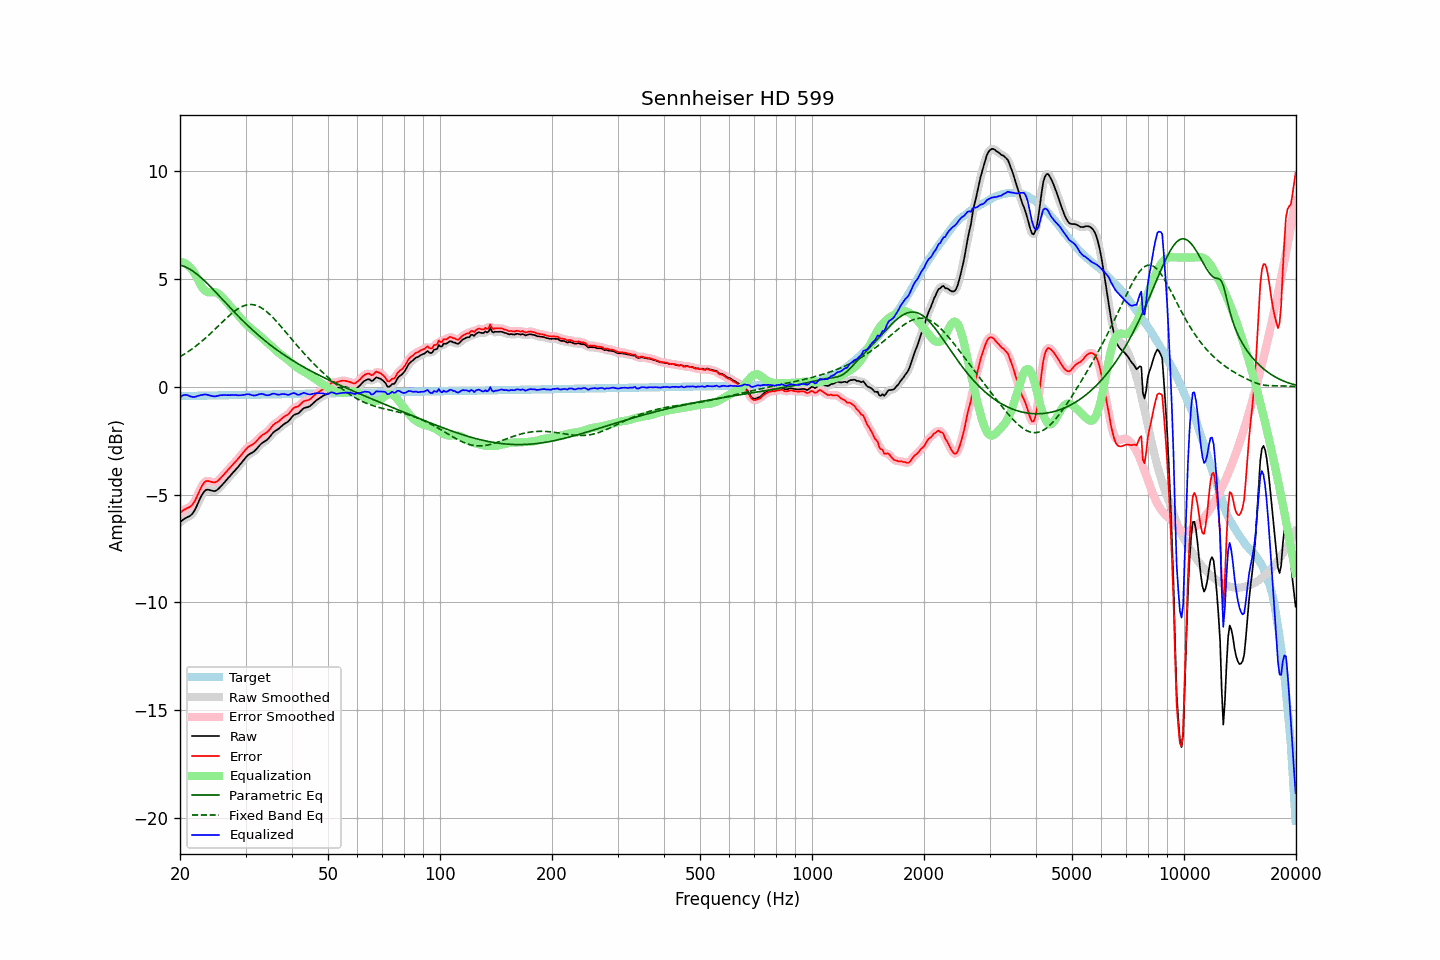 Sennheiser HD 599
10
5
0
−5
−10
−15
−20
Amplitude (dBr)
Target
Raw Smoothed
Error Smoothed
Raw
Error
Equalization
Parametric Eq
Fixed Band Eq
Equalized
20 50 100 200 500 1000 2000 5000 10000 20000
Frequency (Hz)